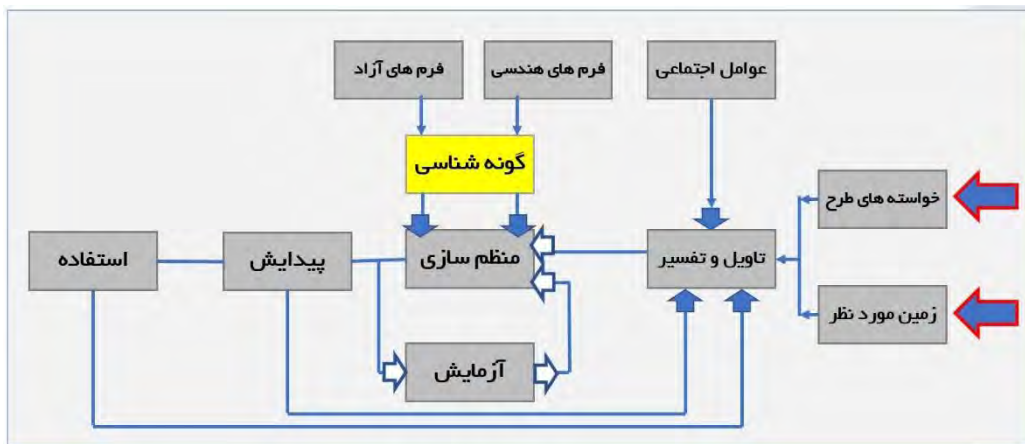 فرم های آزاد
فرم های هندسی
عوامل اجتماعی
گونه شناسی
خواسته های طرح
استفاده
پیدایش
منظم سازی
تاویل و تفسیر
زمین مورد نظر
آزمایش